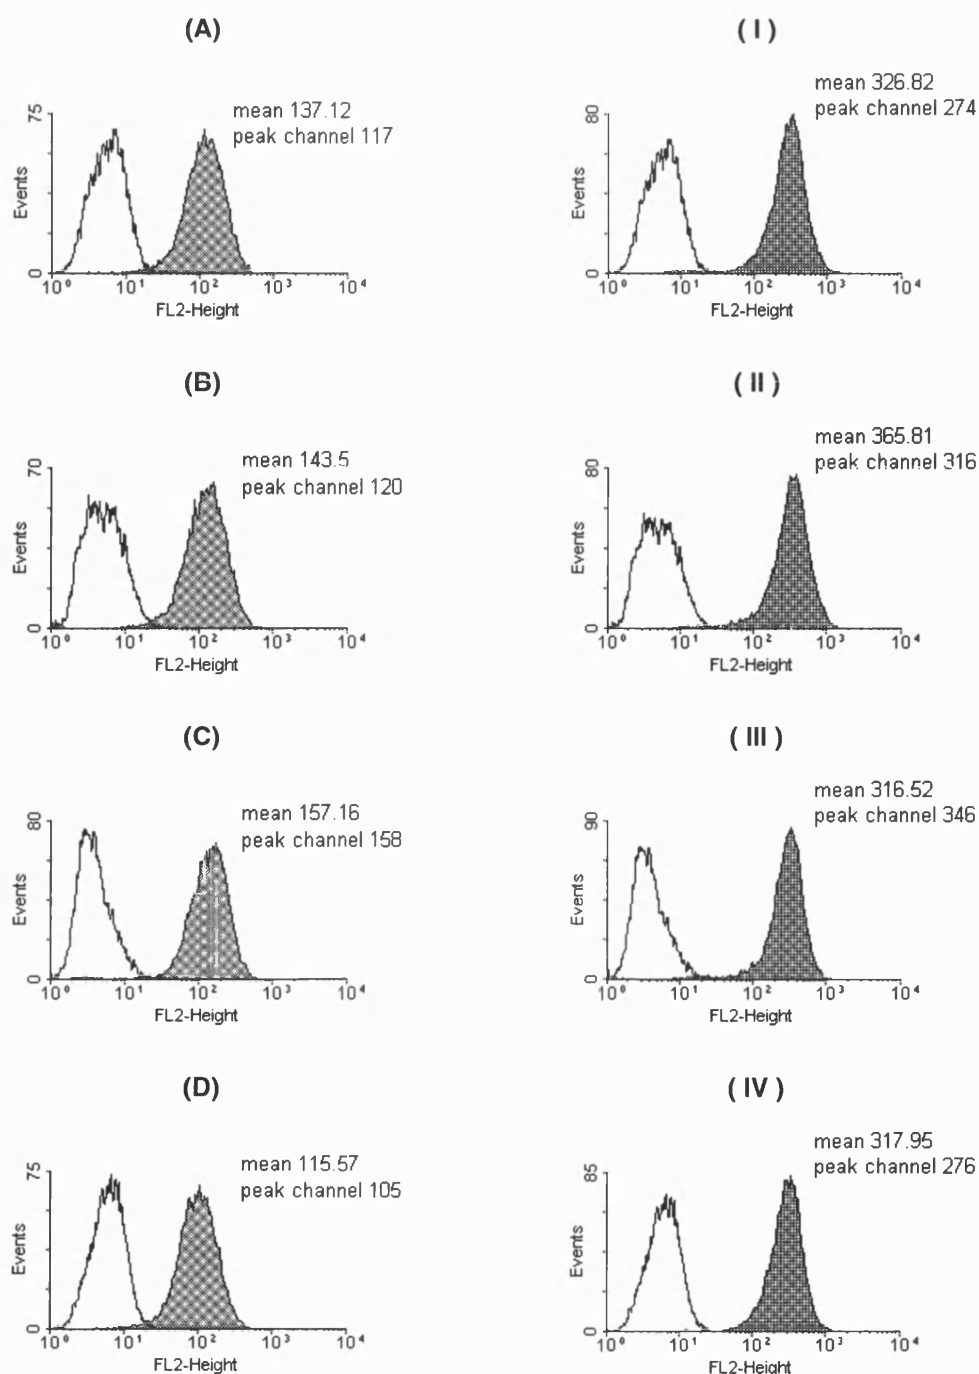 (A)
mean 137.12
peak channel 117
75
Events
0
10⁰ 10¹ 10² 10³ 10⁴
FL2-Height
( I )
mean 326.82
peak channel 274
80
Events
0
10⁰ 10¹ 10² 10³ 10⁴
FL2-Height
(B)
mean 143.5
peak channel 120
70
Events
0
10⁰ 10¹ 10² 10³ 10⁴
FL2-Height
( II )
mean 365.81
peak channel 316
80
Events
0
10⁰ 10¹ 10² 10³ 10⁴
FL2-Height
(C)
mean 157.16
peak channel 158
80
Events
0
10⁰ 10¹ 10² 10³ 10⁴
FL2-Height
( III )
mean 316.52
peak channel 346
90
Events
0
10⁰ 10¹ 10² 10³ 10⁴
FL2-Height
(D)
mean 115.57
peak channel 105
75
Events
0
10⁰ 10¹ 10² 10³ 10⁴
FL2-Height
( IV )
mean 317.95
peak channel 276
85
Events
0
10⁰ 10¹ 10² 10³ 10⁴
FL2-Height